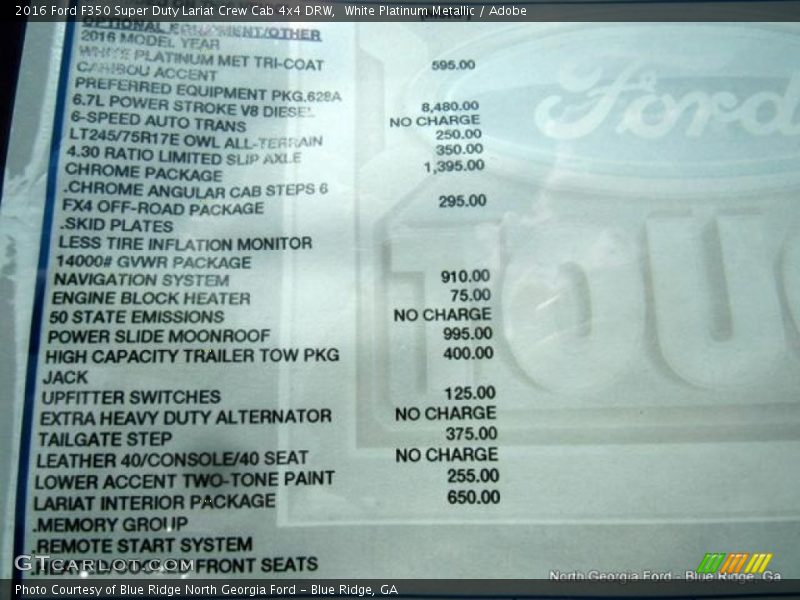 2016 Ford F350 Super Duty Lariat Crew Cab 4x4 DRW, White Platinum Metallic / Adobe
OPTIONAL EQUIPMENT/OTHER
2016 MODEL YEAR
WHITE PLATINUM MET TRI-COAT 595.00
CARIBOU ACCENT
PREFERRED EQUIPMENT PKG.628A
6.7L POWER STROKE V8 DIESEL 8,480.00
6-SPEED AUTO TRANS NO CHARGE
LT245/75R17E OWL ALL-TERRAIN 250.00
4.30 RATIO LIMITED SLIP AXLE 350.00
CHROME PACKAGE 1,395.00
.CHROME ANGULAR CAB STEPS 6
FX4 OFF-ROAD PACKAGE 295.00
.SKID PLATES
LESS TIRE INFLATION MONITOR
14000# GVWR PACKAGE
NAVIGATION SYSTEM 910.00
ENGINE BLOCK HEATER 75.00
50 STATE EMISSIONS NO CHARGE
POWER SLIDE MOONROOF 995.00
HIGH CAPACITY TRAILER TOW PKG 400.00
JACK
UPFITTER SWITCHES 125.00
EXTRA HEAVY DUTY ALTERNATOR NO CHARGE
TAILGATE STEP 375.00
LEATHER 40/CONSOLE/40 SEAT NO CHARGE
LOWER ACCENT TWO-TONE PAINT 255.00
LARIAT INTERIOR PACKAGE 650.00
.MEMORY GROUP
.REMOTE START SYSTEM
FRONT SEATS
Ford
TOU
GTCARLOT.COM
North Georgia Ford - Blue Ridge, Ga
Photo Courtesy of Blue Ridge North Georgia Ford - Blue Ridge, GA